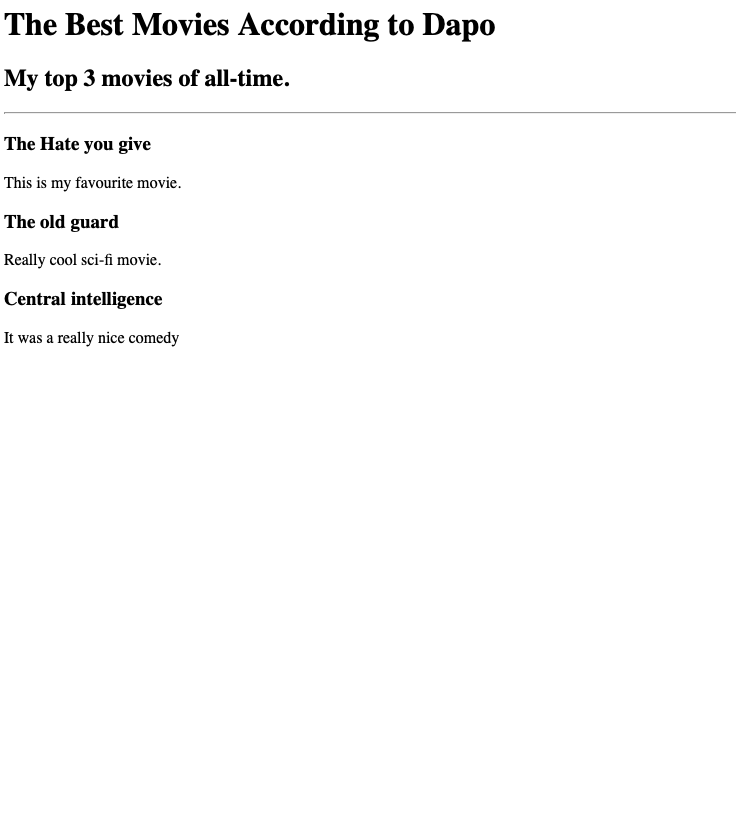 The Best Movies According to Dapo
My top 3 movies of all-time.
The Hate you give
This is my favourite movie.
The old guard
Really cool sci-fi movie.
Central intelligence
It was a really nice comedy